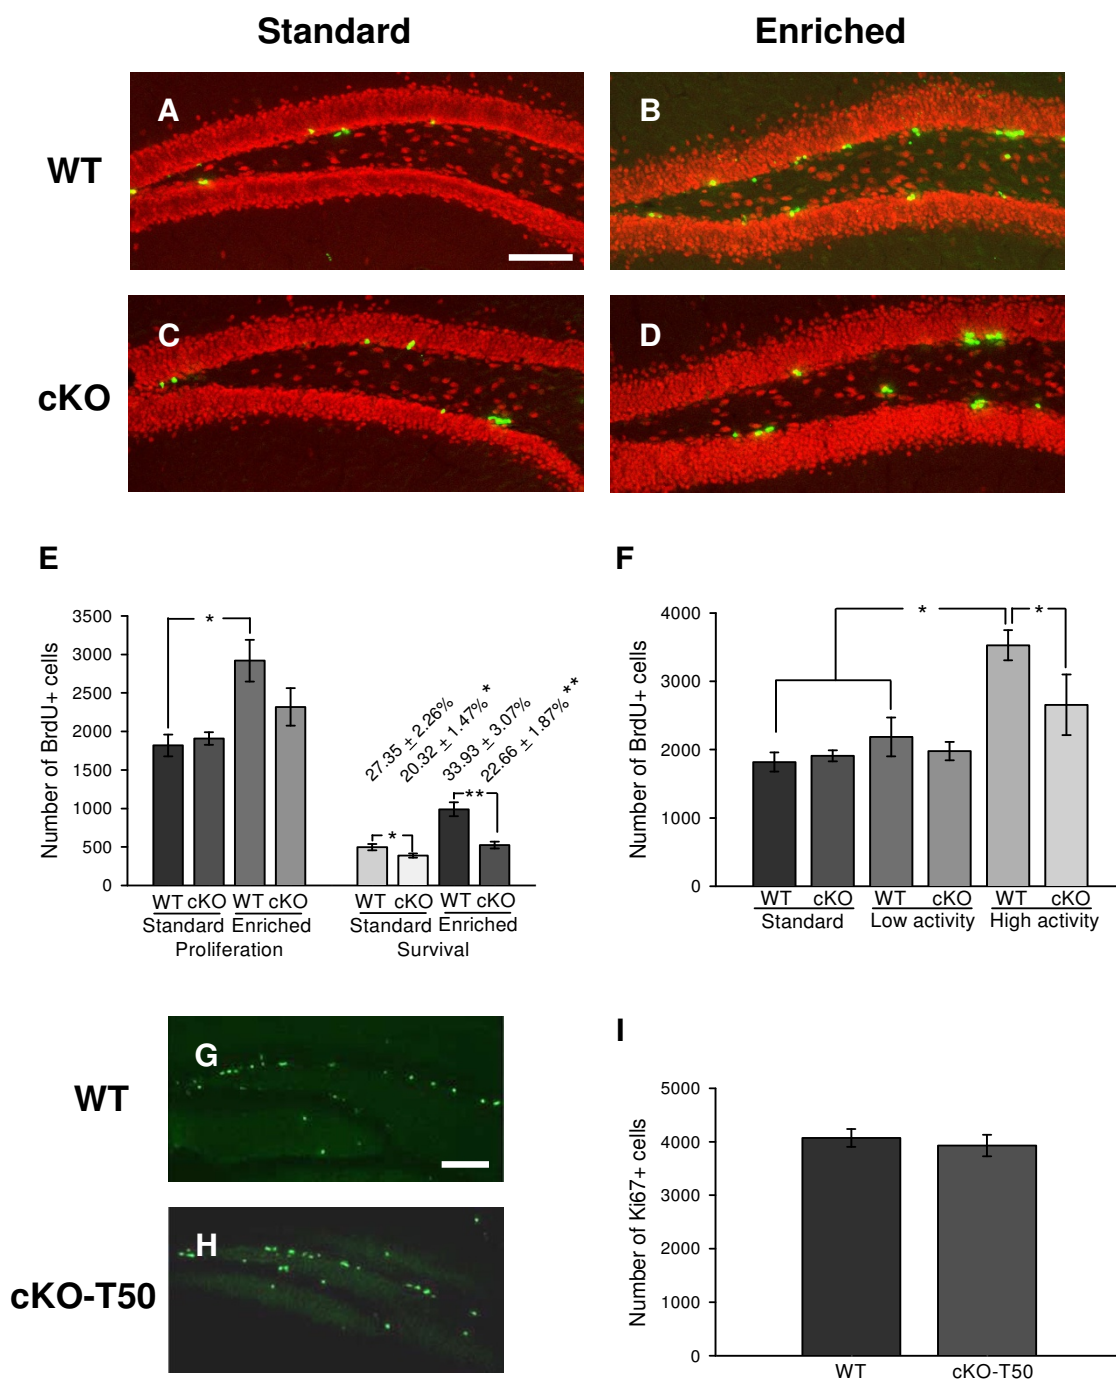 Standard Enriched
A B
WT
C D
cKO
E F
Number of BrdU+ cells
3500
3000
2500
2000
1500
1000
500
0
*
27.35 ± 2.26%
20.32 ± 1.47% *
33.93 ± 3.07%
22.66 ± 1.87% **
*
**
WT cKO WT cKO WT cKO WT cKO
Standard Enriched Standard Enriched
Proliferation Survival
Number of BrdU+ cells
4000
3000
2000
1000
0
* *
WT cKO WT cKO WT cKO
Standard Low activity High activity
G
WT
H
cKO-T50
I
Number of Ki67+ cells
5000
4000
3000
2000
1000
0
WT cKO-T50